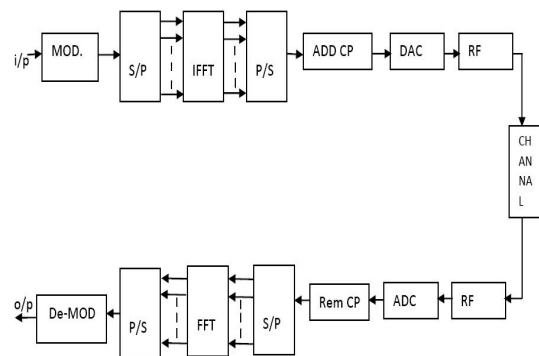 i/p
MOD.
S/P
IFFT
P/S
ADD CP
DAC
RF
CH
AN
NA
L
o/p
De-MOD
P/S
FFT
S/P
Rem CP
ADC
RF